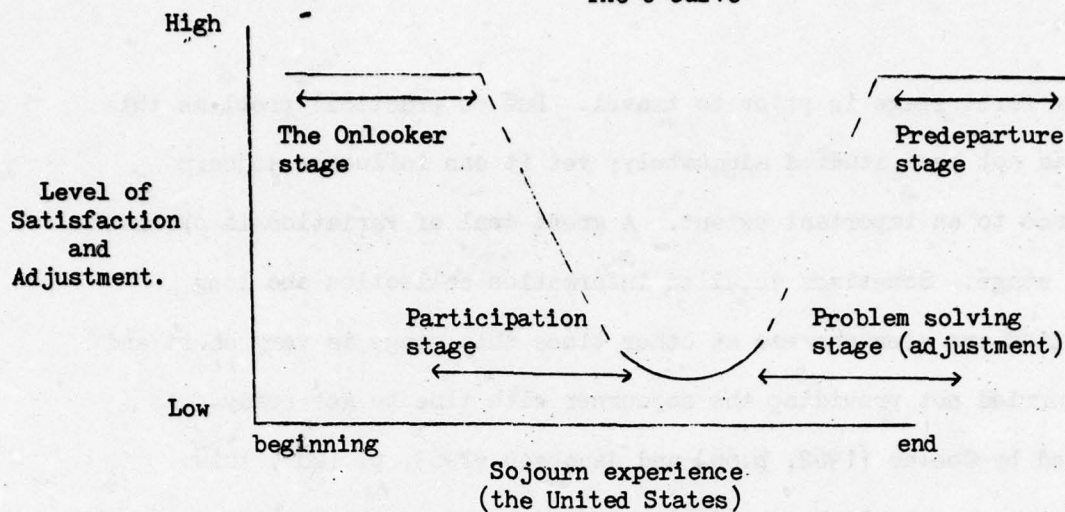 High
The Onlooker
stage
Predeparture
stage
Level of
Satisfaction
and
Adjustment.
Participation
stage
Problem solving
stage (adjustment)
Low
beginning
end
Sojourn experience
(the United States)